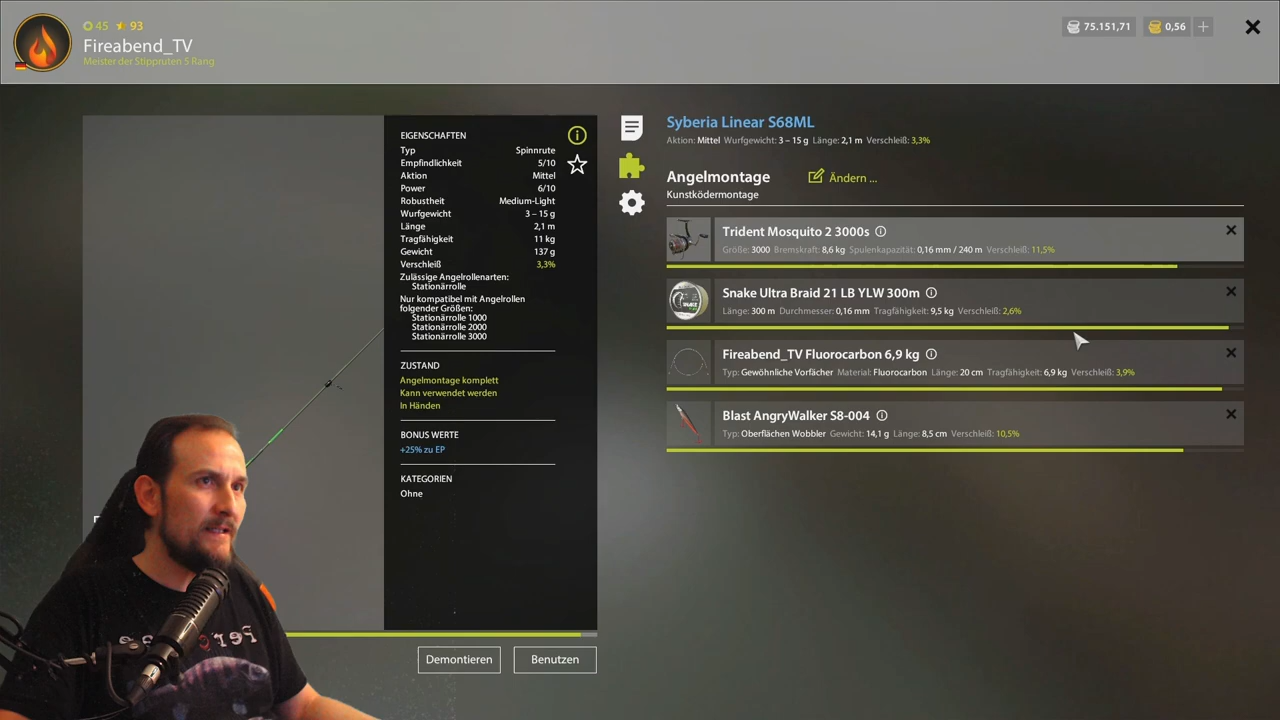 45 93
Fireabend_TV
Meister der Stippruten 5 Rang
75.151,71 0,56
EIGENSCHAFTEN
Typ Spinnrute
Empfindlichkeit 5/10
Aktion Mittel
Power 6/10
Robustheit Medium-Light
Wurfgewicht 3 – 15 g
Länge 2,1 m
Tragfähigkeit 11 kg
Gewicht 137 g
Verschleiß 3,3%
Zulässige Angelrollenarten:
Stationärrolle
Nur kompatibel mit Angelrollen
folgender Größen:
Stationärrolle 1000
Stationärrolle 2000
Stationärrolle 3000
ZUSTAND
Angelmontage komplett
Kann verwendet werden
In Händen
BONUS WERTE
+25% zu EP
KATEGORIEN
Ohne
Demontieren Benutzen
Syberia Linear S68ML
Aktion: Mittel Wurfgewicht: 3 – 15 g Länge: 2,1 m Verschleiß: 3,3%
Angelmontage Ändern ...
Kunstködermontage
Trident Mosquito 2 3000s
Größe: 3000 Bremskraft: 8,6 kg Spulenkapazität: 0,16 mm / 240 m Verschleiß: 11,5%
Snake Ultra Braid 21 LB YLW 300m
Länge: 300 m Durchmesser: 0,16 mm Tragfähigkeit: 9,5 kg Verschleiß: 2,6%
Fireabend_TV Fluorocarbon 6,9 kg
Typ: Gewöhnliche Vorfächer Material: Fluorocarbon Länge: 20 cm Tragfähigkeit: 6,9 kg Verschleiß: 3,9%
Blast AngryWalker S8-004
Typ: Oberflächen Wobbler Gewicht: 14,1 g Länge: 8,5 cm Verschleiß: 10,5%